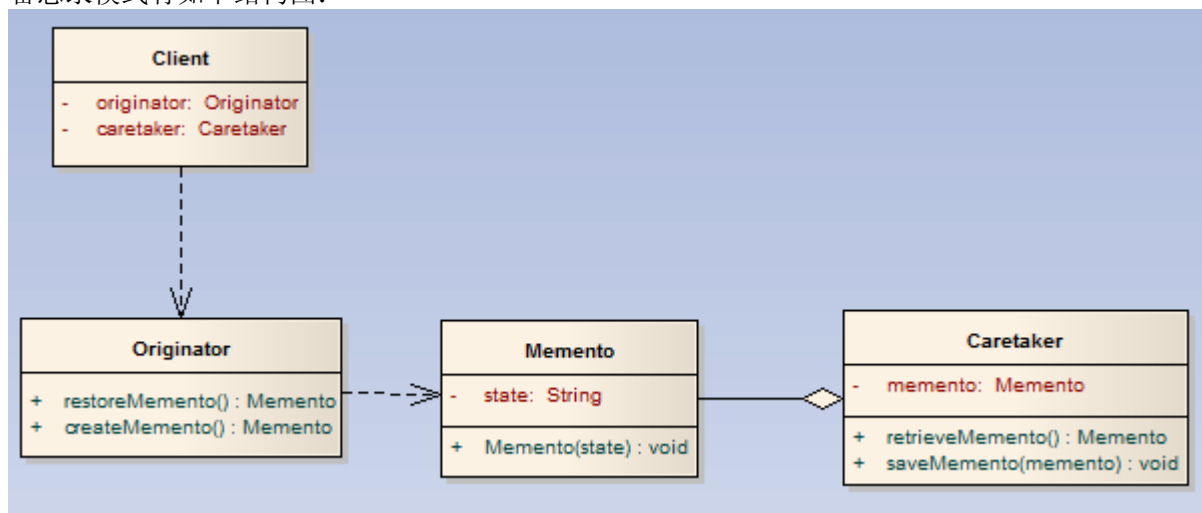 Client
- originator: Originator
- caretaker: Caretaker
Originator
+ restoreMemento() : Memento
+ createMemento() : Memento
Memento
- state: String
+ Memento(state) : void
Caretaker
- memento: Memento
+ retrieveMemento() : Memento
+ saveMemento(memento) : void